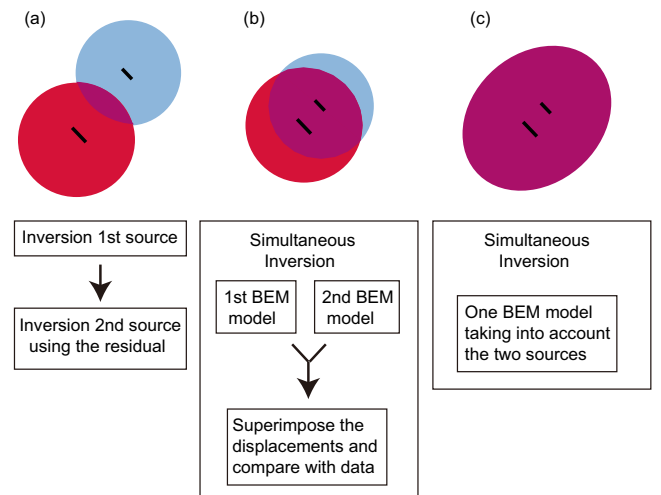 (a)
(b)
(c)
Inversion 1st source
Inversion 2nd source
using the residual
Simultaneous
Inversion
1st BEM
model
2nd BEM
model
Superimpose the
displacements and
compare with data
Simultaneous
Inversion
One BEM model
taking into account
the two sources